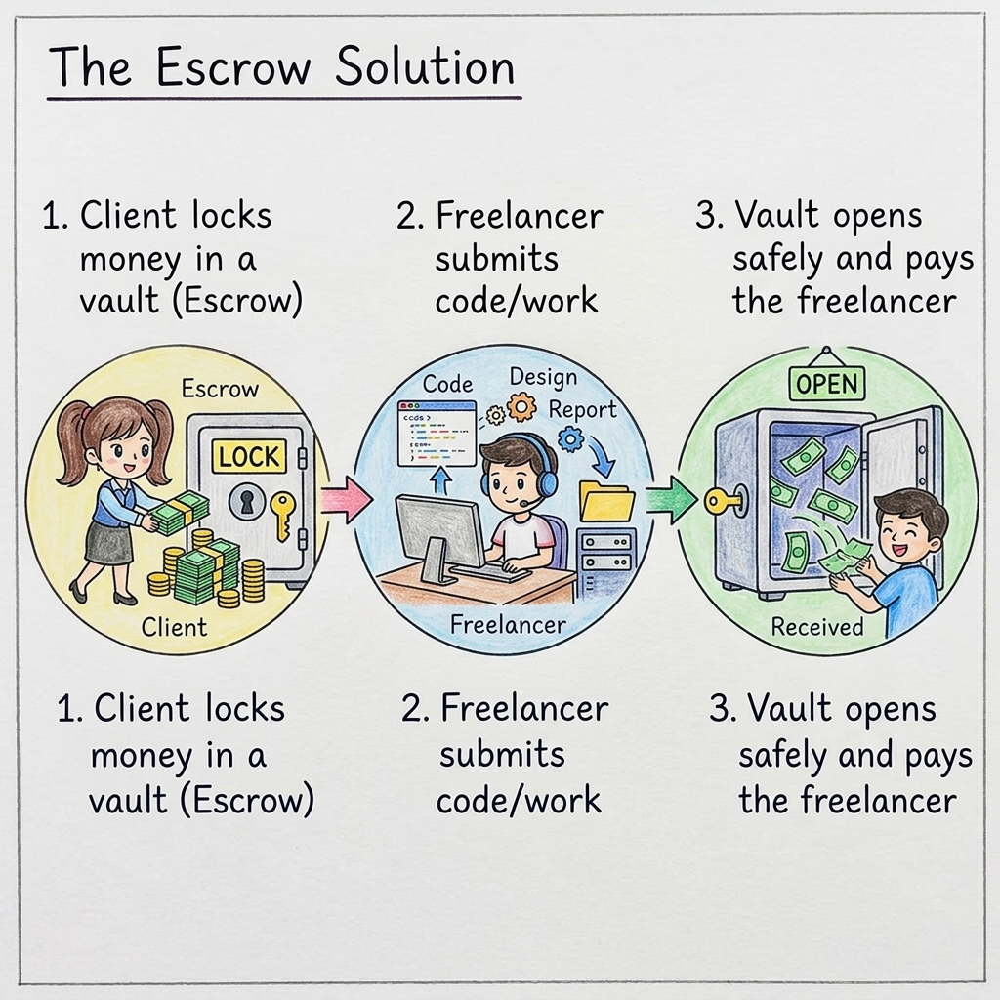 The Escrow Solution
1. Client locks
money in a
vault (Escrow)
2. Freelancer
submits
code/work
3. Vault opens
safely and pays
the freelancer
Escrow
LOCK
Client
Code
Design
Report
Freelancer
OPEN
Received
1. Client locks
money in a
vault (Escrow)
2. Freelancer
submits
code/work
3. Vault opens
safely and pays
the freelancer